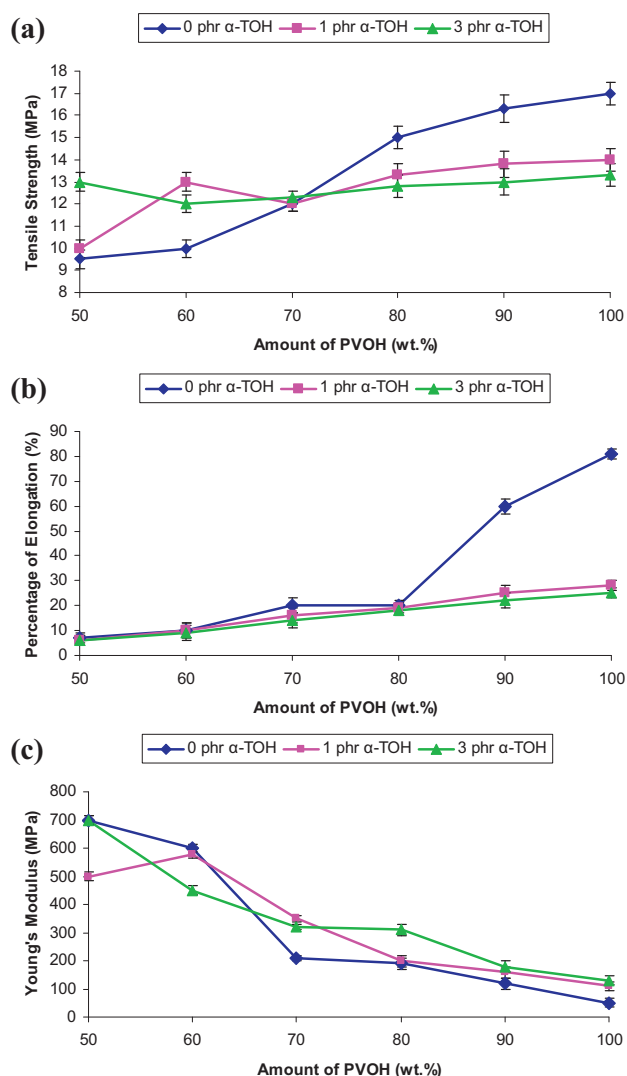 (a)
0 phr α-TOH 1 phr α-TOH 3 phr α-TOH
Tensile Strength (MPa)
18
17
16
15
14
13
12
11
10
9
8
50 60 70 80 90 100
Amount of PVOH (wt.%)
(b)
0 phr α-TOH 1 phr α-TOH 3 phr α-TOH
Percentage of Elongation (%)
90
80
70
60
50
40
30
20
10
0
50 60 70 80 90 100
Amount of PVOH (wt.%)
(c)
0 phr α-TOH 1 phr α-TOH 3 phr α-TOH
Young's Modulus (MPa)
800
700
600
500
400
300
200
100
0
50 60 70 80 90 100
Amount of PVOH (wt.%)